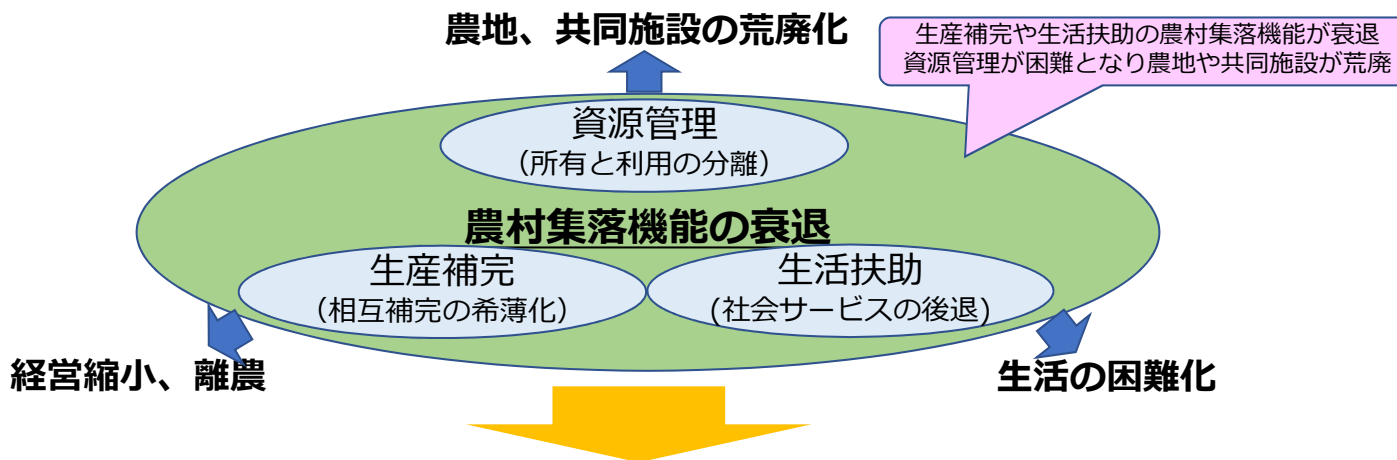 農地、共同施設の荒廃化
生産補完や生活扶助の農村集落機能が衰退
資源管理が困難となり農地や共同施設が荒廃
資源管理
（所有と利用の分離）
農村集落機能の衰退
生産補完
（相互補完の希薄化）
生活扶助
(社会サービスの後退)
経営縮小、離農
生活の困難化